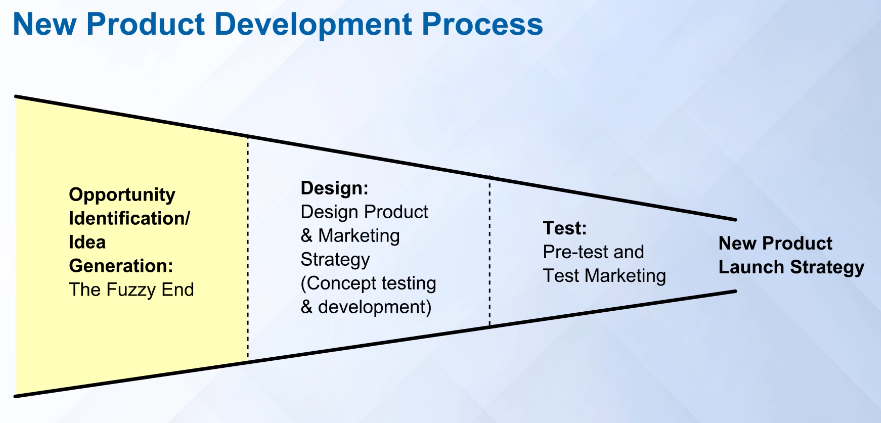 New Product Development Process
Opportunity
Identification/
Idea
Generation:
The Fuzzy End
Design:
Design Product
& Marketing
Strategy
(Concept testing
& development)
Test:
Pre-test and
Test Marketing
New Product
Launch Strategy